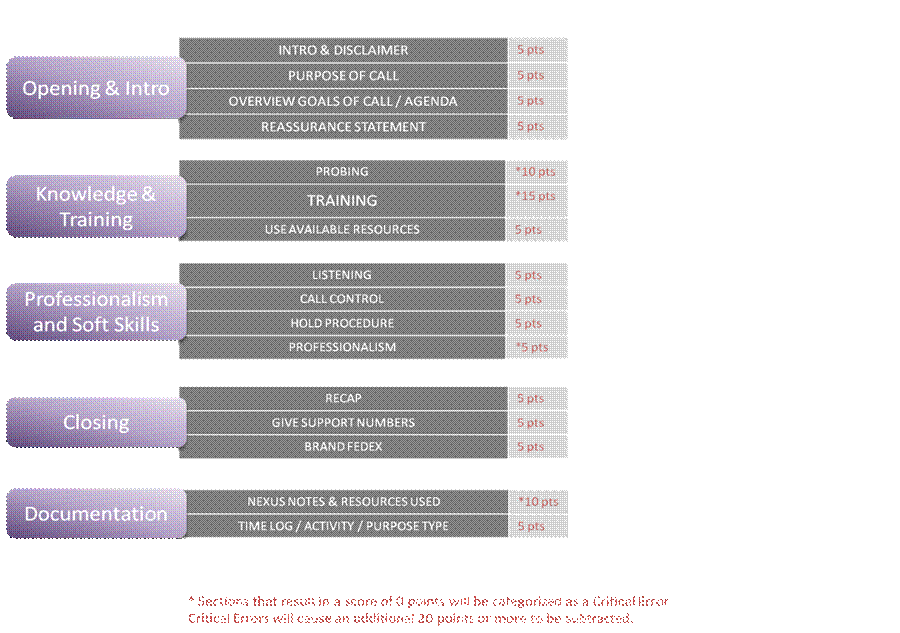 Opening & Intro
INTRO & DISCLAIMER 5 pts
PURPOSE OF CALL 5 pts
OVERVIEW GOALS OF CALL / AGENDA 5 pts
REASSURANCE STATEMENT 5 pts
Knowledge &
Training
PROBING *10 pts
TRAINING *15 pts
USE AVAILABLE RESOURCES 5 pts
Professionalism
and Soft Skills
LISTENING 5 pts
CALL CONTROL 5 pts
HOLD PROCEDURE 5 pts
PROFESSIONALISM *5 pts
Closing
RECAP 5 pts
GIVE SUPPORT NUMBERS 5 pts
BRAND FEDEX 5 pts
Documentation
NEXUS NOTES & RESOURCES USED *10 pts
TIME LOG / ACTIVITY / PURPOSE TYPE 5 pts
* Sections that result in a score of 0 points will be categorized as a Critical Error
Critical Errors will cause an additional 20 points or more to be subtracted.